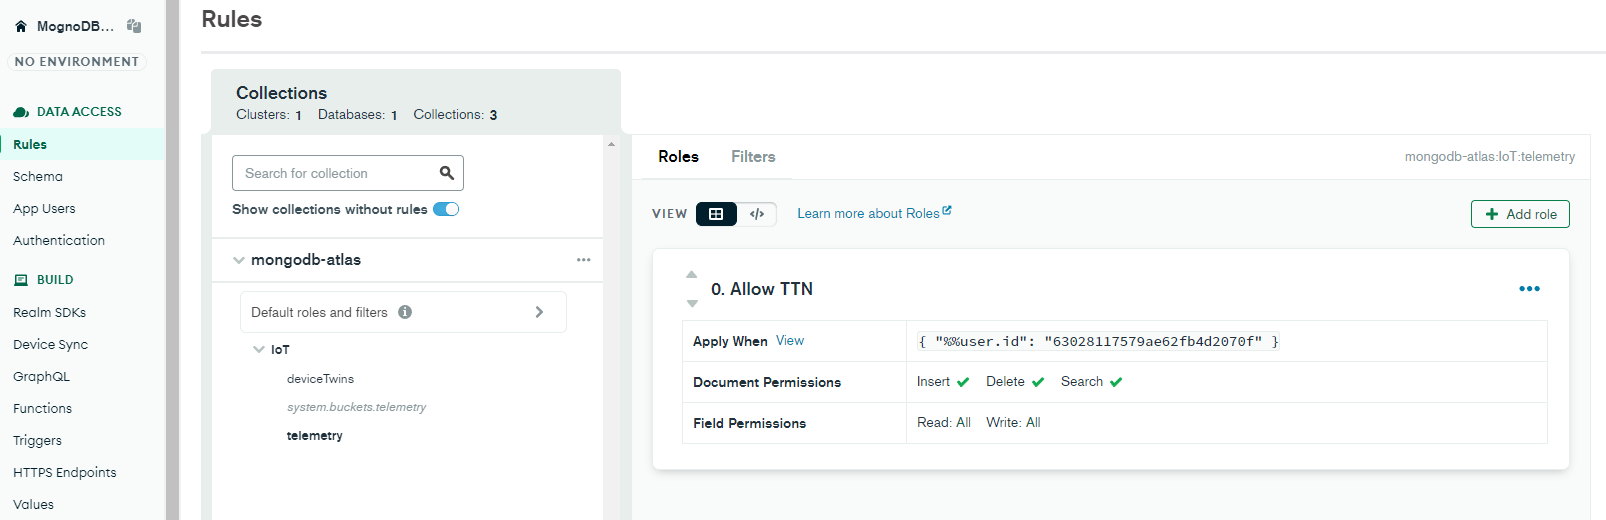 MognoDB...
NO ENVIRONMENT
DATA ACCESS
Rules
Schema
App Users
Authentication
BUILD
Realm SDKs
Device Sync
GraphQL
Functions
Triggers
HTTPS Endpoints
Values
Rules
Collections
Clusters: 1 Databases: 1 Collections: 3
Search for collection
Show collections without rules
mongodb-atlas
Default roles and filters
IoT
deviceTwins
system.buckets.telemetry
telemetry
Roles Filters mongodb-atlas:IoT:telemetry
VIEW </> Learn more about Roles + Add role
0. Allow TTN
Apply When View { "%%user.id": "63028117579ae62fb4d2070f" }
Document Permissions Insert Delete Search
Field Permissions Read: All Write: All